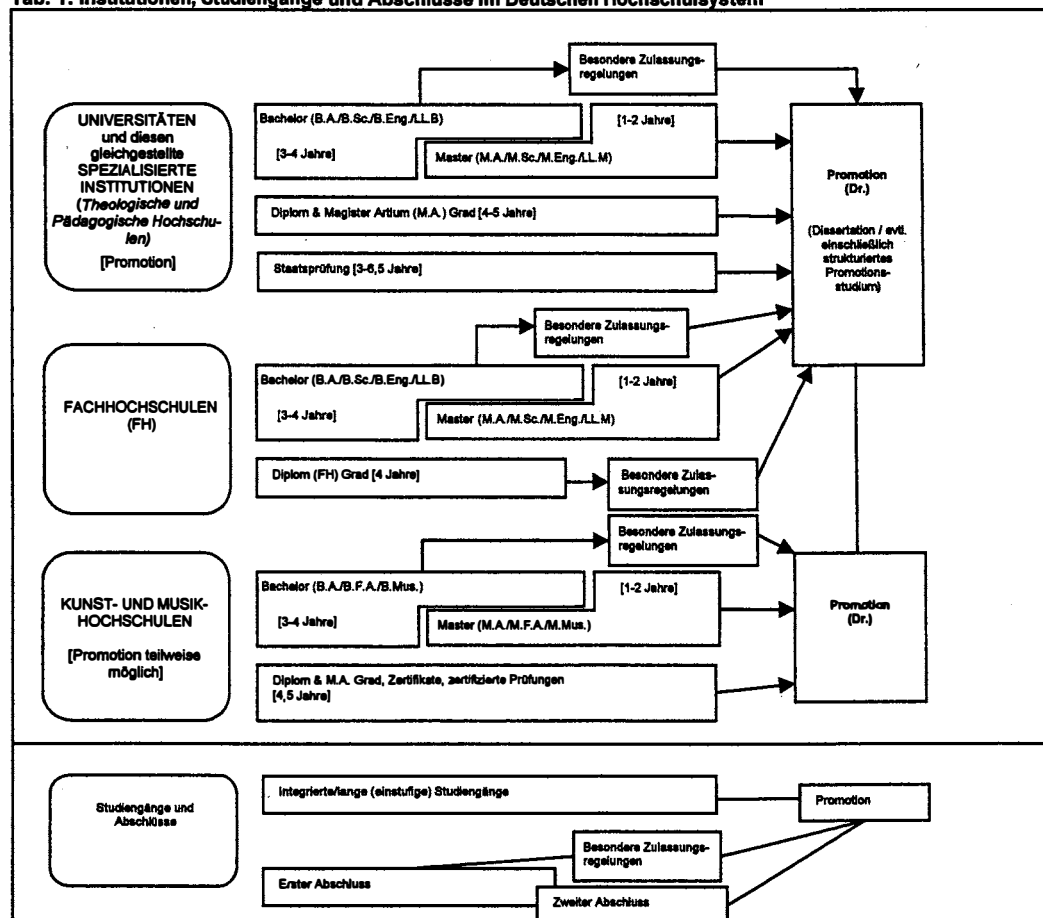 Tab. 1: Institutionen, Studiengänge und Abschlüsse im Deutschen Hochschulsystem
Besondere Zulassungs-
regelungen
UNIVERSITÄTEN
und diesen
gleichgestellte
SPEZIALISIERTE
INSTITUTIONEN
(Theologische und
Pädagogische Hochschu-
len)
[Promotion]
Bachelor (B.A./B.Sc./B.Eng./LL.B)
[3-4 Jahre]
[1-2 Jahre]
Master (M.A./M.Sc./M.Eng./LL.M)
Diplom & Magister Artium (M.A.) Grad [4-5 Jahre]
Staatsprüfung [3-6,5 Jahre]
Promotion
(Dr.)
(Dissertation / evtl.
einschließlich
strukturiertes
Promotions-
studium)
Besondere Zulassungs-
regelungen
FACHHOCHSCHULEN
(FH)
Bachelor (B.A./B.Sc./B.Eng./LL.B)
[3-4 Jahre]
[1-2 Jahre]
Master (M.A./M.Sc./M.Eng./LL.M)
Diplom (FH) Grad [4 Jahre]
Besondere Zulas-
sungsregelungen
Besondere Zulassungs-
regelungen
KUNST- UND MUSIK-
HOCHSCHULEN
[Promotion teilweise
möglich]
Bachelor (B.A./B.F.A./B.Mus.)
[3-4 Jahre]
[1-2 Jahre]
Master (M.A./M.F.A./M.Mus.)
Diplom & M.A. Grad, Zertifikate, zertifizierte Prüfungen
[4,5 Jahre]
Promotion
(Dr.)
Studiengänge und
Abschlüsse
Integrierte/lange (einstufige) Studiengänge
Promotion
Besondere Zulassungs-
regelungen
Erster Abschluss
Zweiter Abschluss